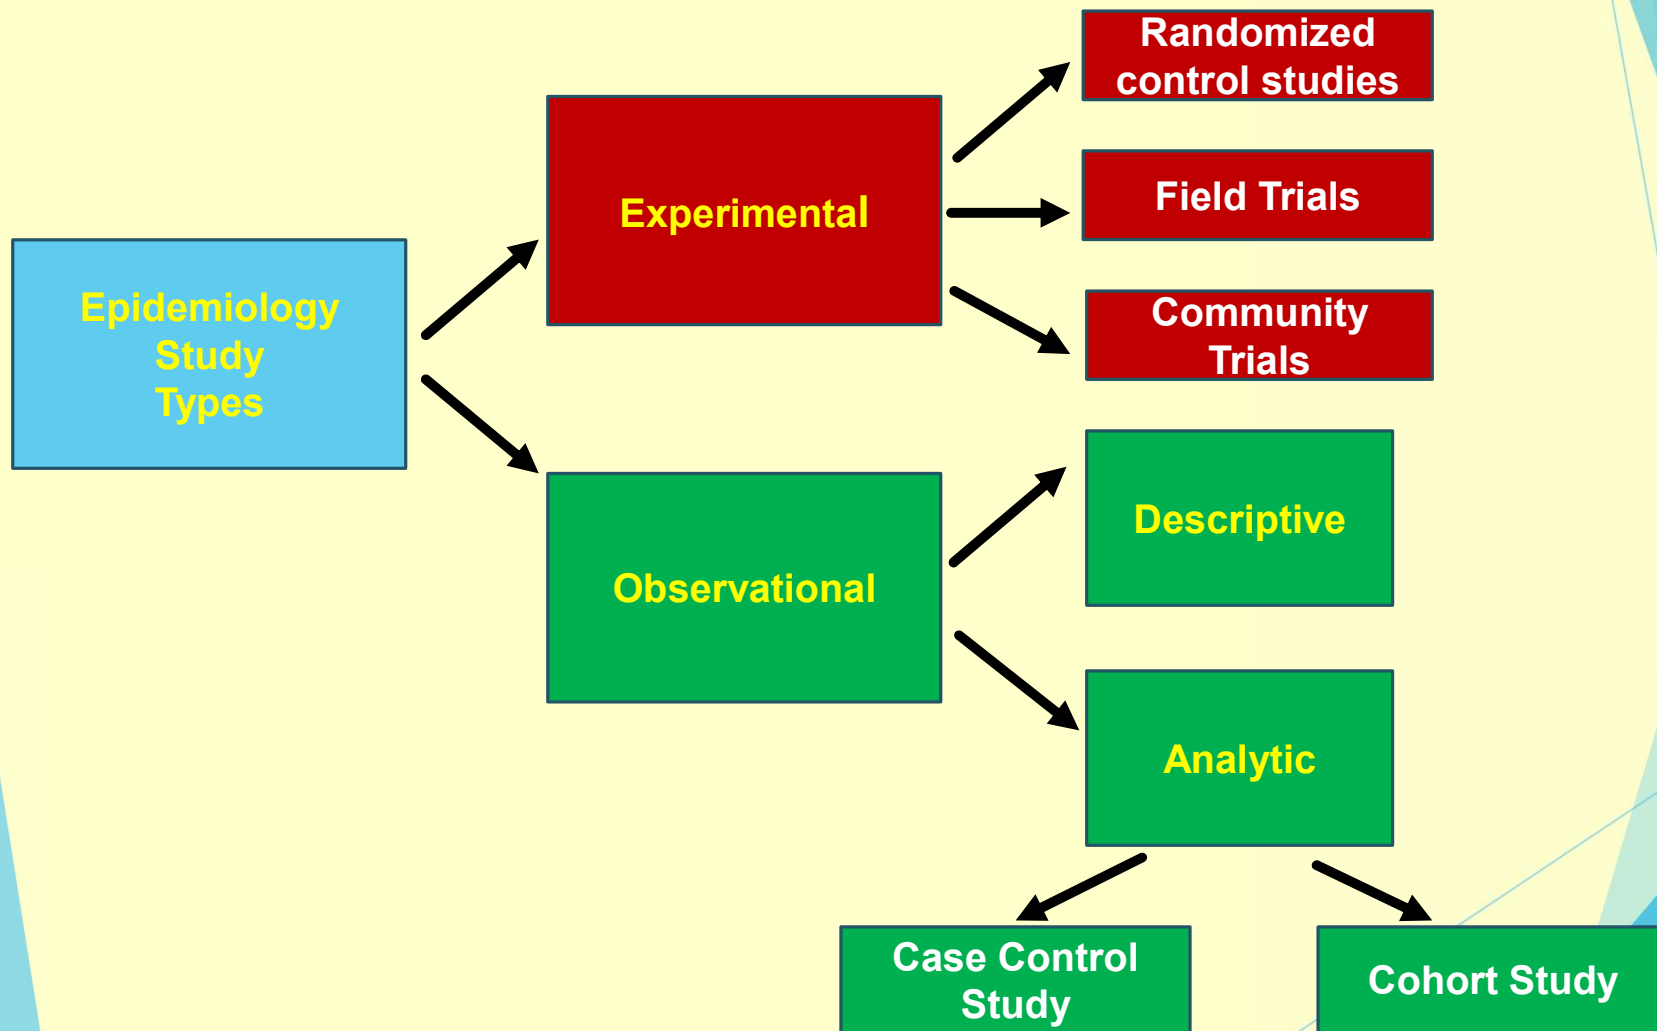 Randomized
control studies
Experimental
Field Trials
Epidemiology
Study
Types
Community
Trials
Descriptive
Observational
Analytic
Case Control
Study
Cohort Study